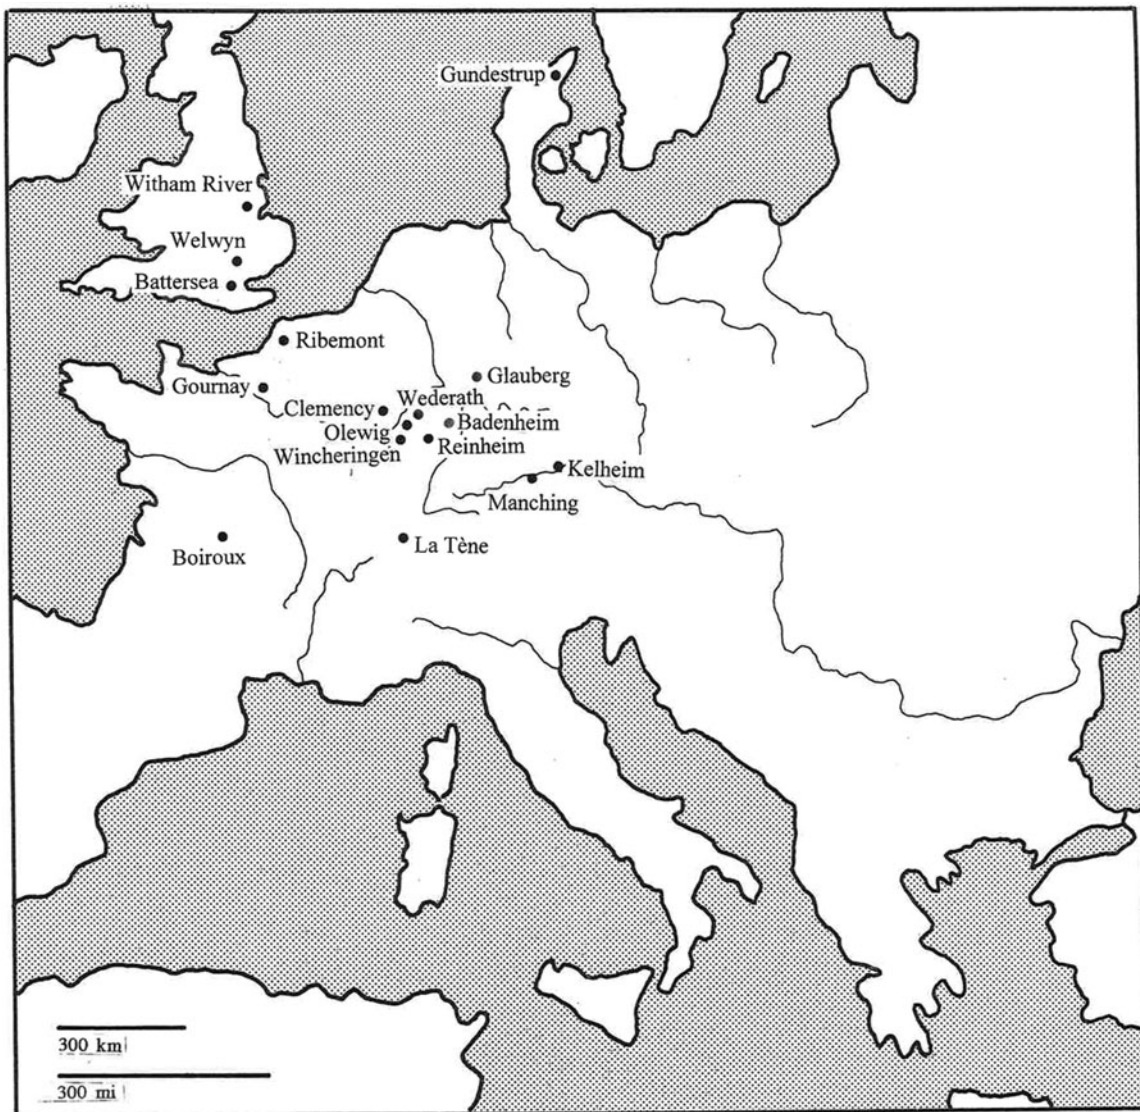 Gundestrup
Witham River
Welwyn
Battersea
Ribemont
Glauberg
Gournay
Wederath
Clemency
Badenheim
Olewig
Reinheim
Wincheringen
Kelheim
Manching
La Tène
Boiroux
300 km
300 mi